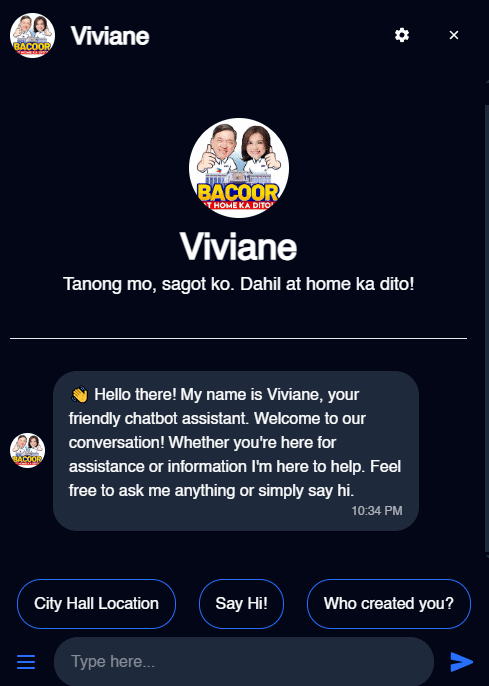 BACOOR
Viviane
BACOOR
AT HOME KA DITO!
Viviane
Tanong mo, sagot ko. Dahil at home ka dito!
👋 Hello there! My name is Viviane, your
friendly chatbot assistant. Welcome to our
conversation! Whether you're here for
assistance or information I'm here to help. Feel
free to ask me anything or simply say hi.
10:34 PM
BACOOR
City Hall Location
Say Hi!
Who created you?
Type here...